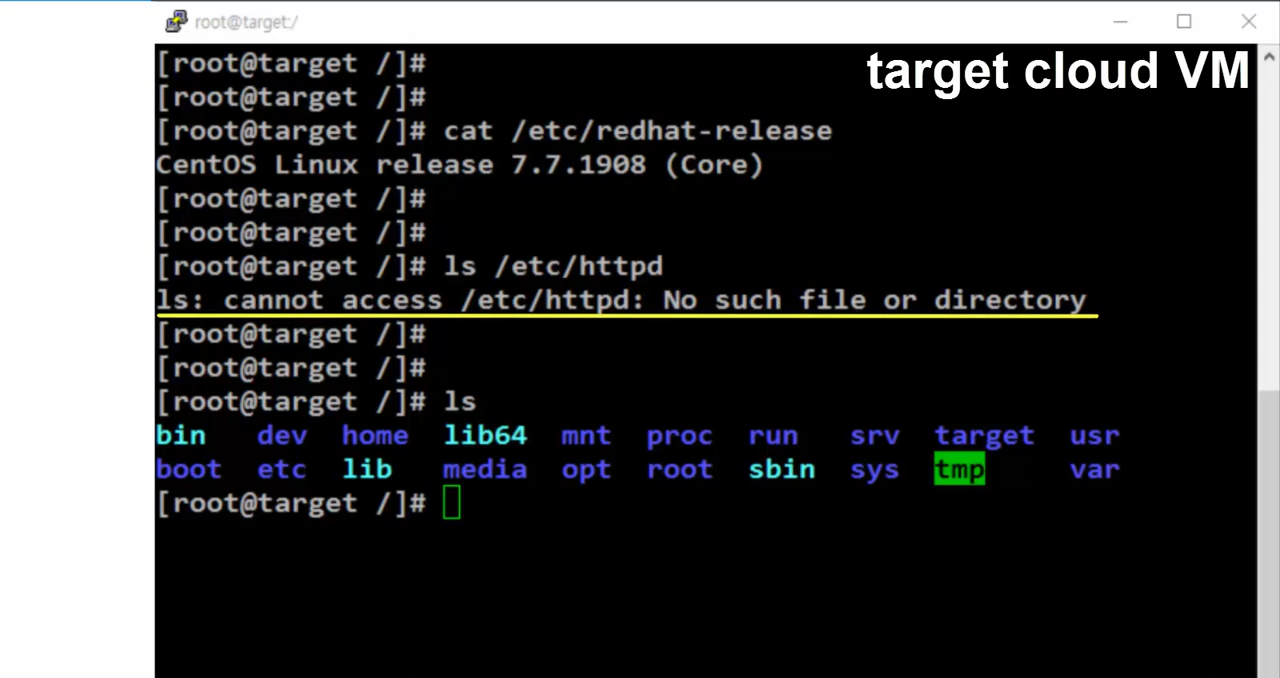 root@target:/
target cloud VM
[root@target /]#
[root@target /]#
[root@target /]# cat /etc/redhat-release
CentOS Linux release 7.7.1908 (Core)
[root@target /]#
[root@target /]#
[root@target /]# ls /etc/httpd
ls: cannot access /etc/httpd: No such file or directory
[root@target /]#
[root@target /]#
[root@target /]# ls
bin dev home lib64 mnt proc run srv target usr
boot etc lib media opt root sbin sys tmp var
[root@target /]#